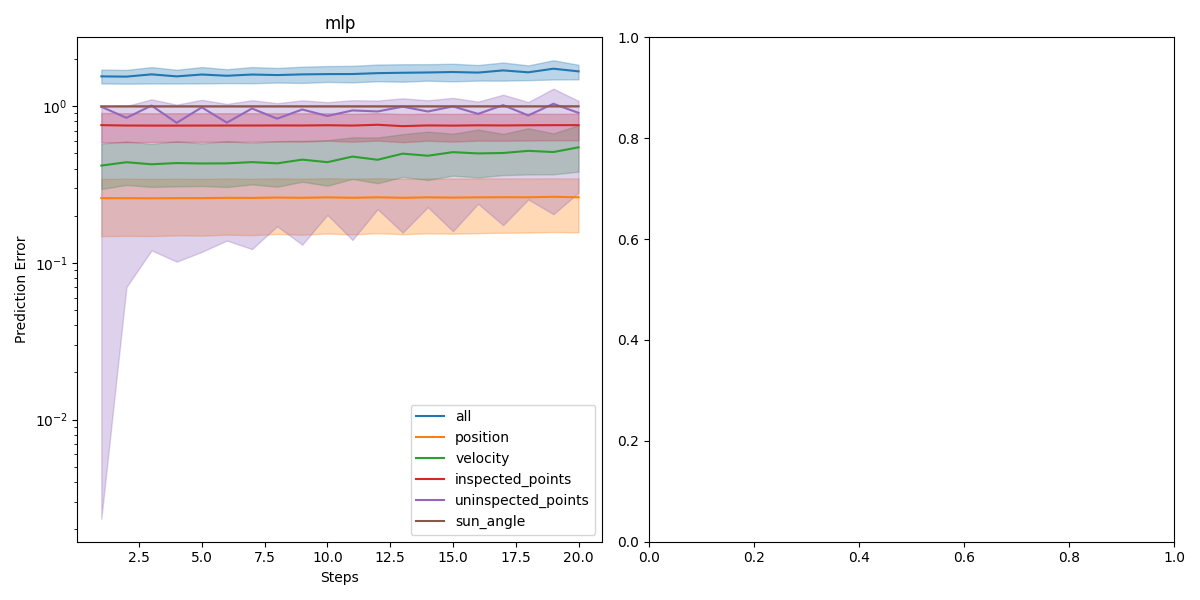 mlp
Prediction Error
10⁰
10⁻¹
10⁻²
all
position
velocity
inspected_points
uninspected_points
sun_angle
2.5 5.0 7.5 10.0 12.5 15.0 17.5 20.0
Steps
1.0
0.8
0.6
0.4
0.2
0.0
0.0 0.2 0.4 0.6 0.8 1.0